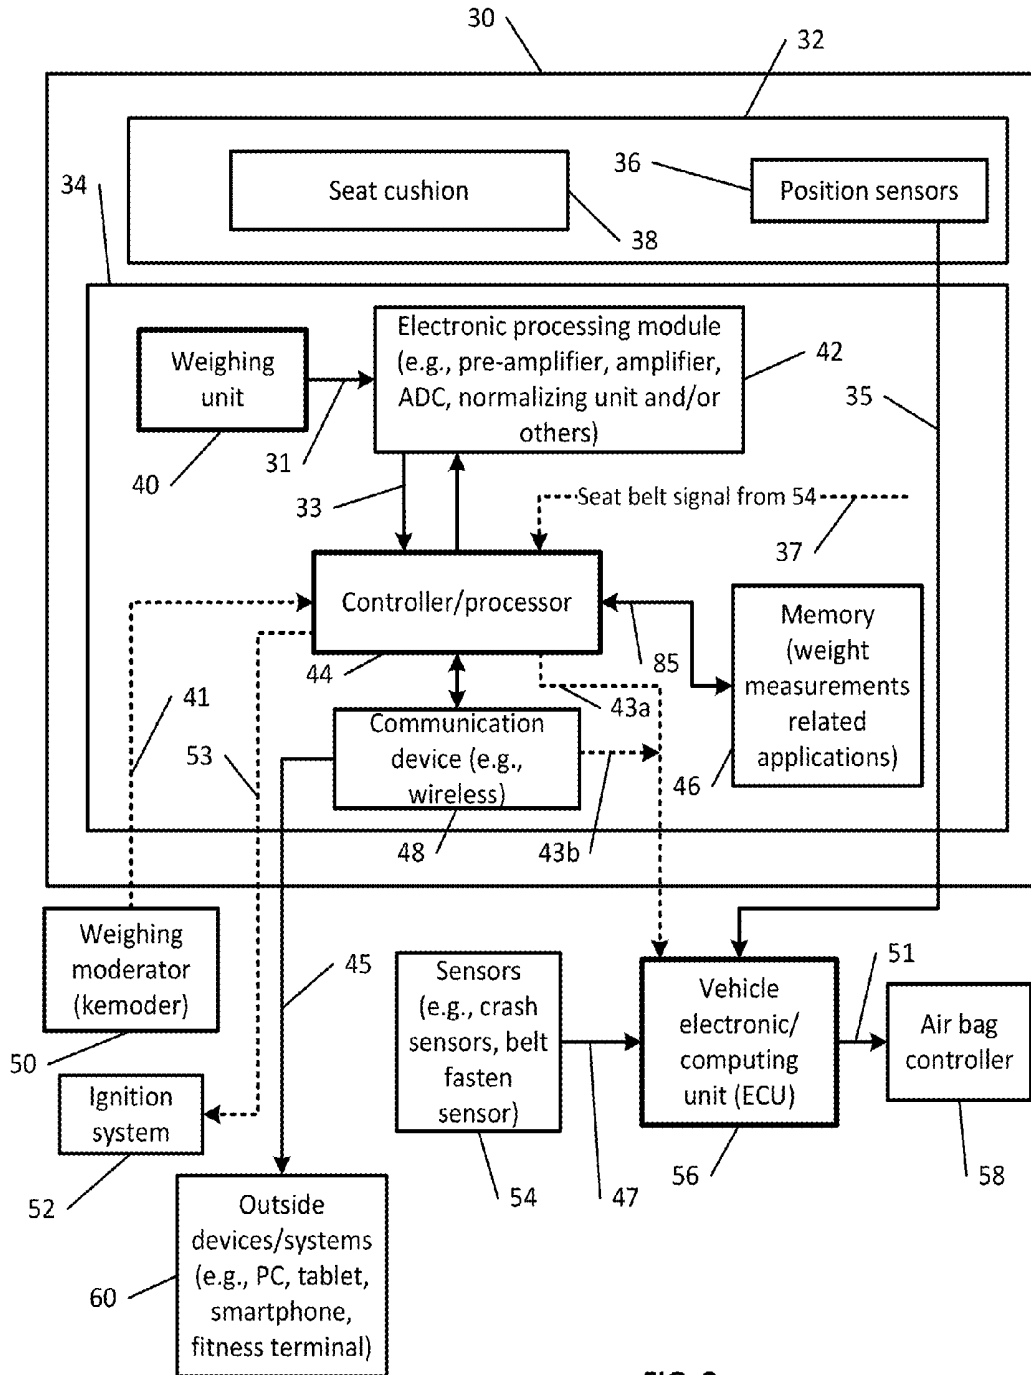 30
32
34
Seat cushion
36
Position sensors
38
Weighing
unit
Electronic processing module
(e.g., pre-amplifier, amplifier,
ADC, normalizing unit and/or
others)
42
35
31
40
33
Seat belt signal from 54
37
Controller/processor
Memory
(weight
measurements
related
applications)
44
85
43a
41
53
Communication
device (e.g.,
wireless)
46
48
43b
Weighing
moderator
(kemoder)
45
Sensors
(e.g., crash
sensors, belt
fasten
sensor)
Vehicle
electronic/
computing
unit (ECU)
51
Air bag
controller
50
Ignition
system
52
54
47
56
58
Outside
devices/systems
(e.g., PC, tablet,
smartphone,
fitness terminal)
60